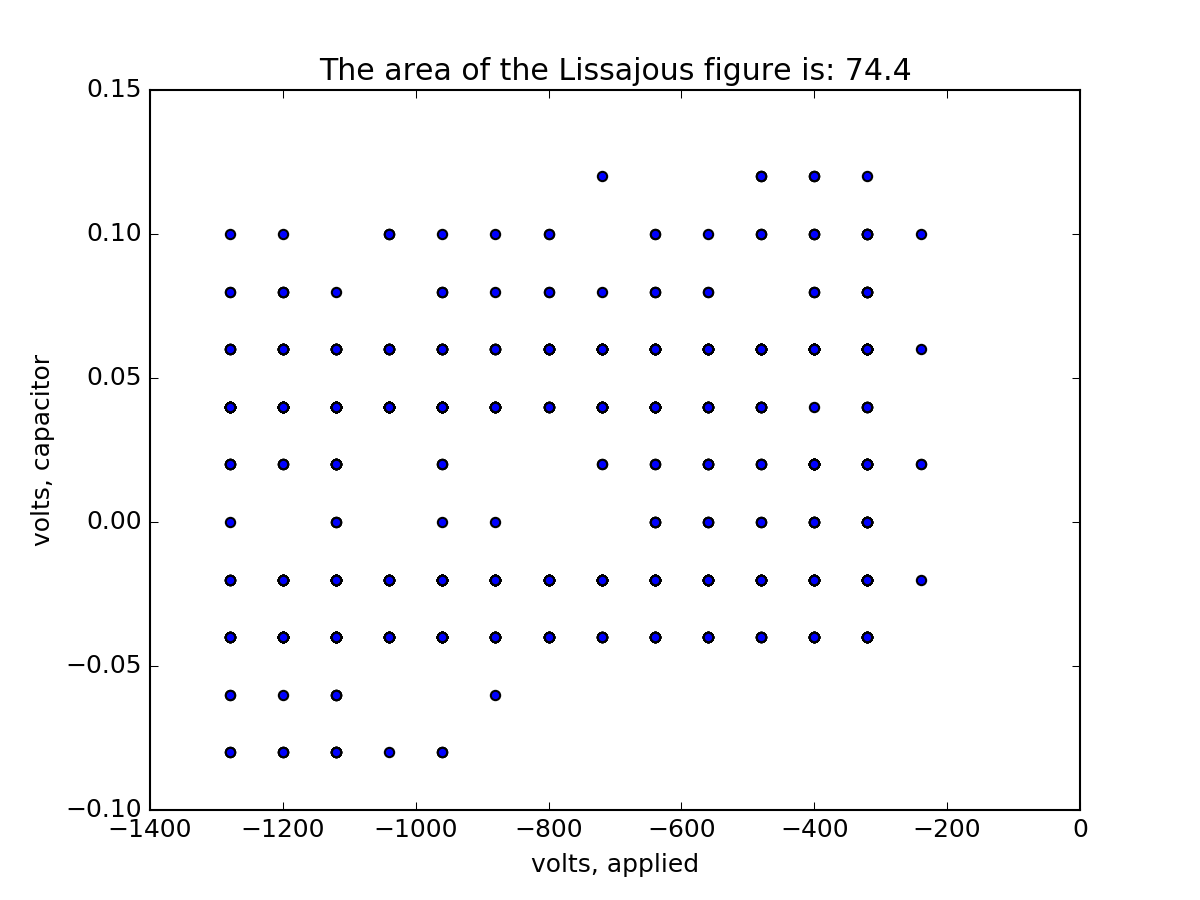 The area of the Lissajous figure is: 74.4
0.15
0.10
0.05
0.00
−0.05
−0.10
volts, capacitor
−1400 −1200 −1000 −800 −600 −400 −200 0
volts, applied